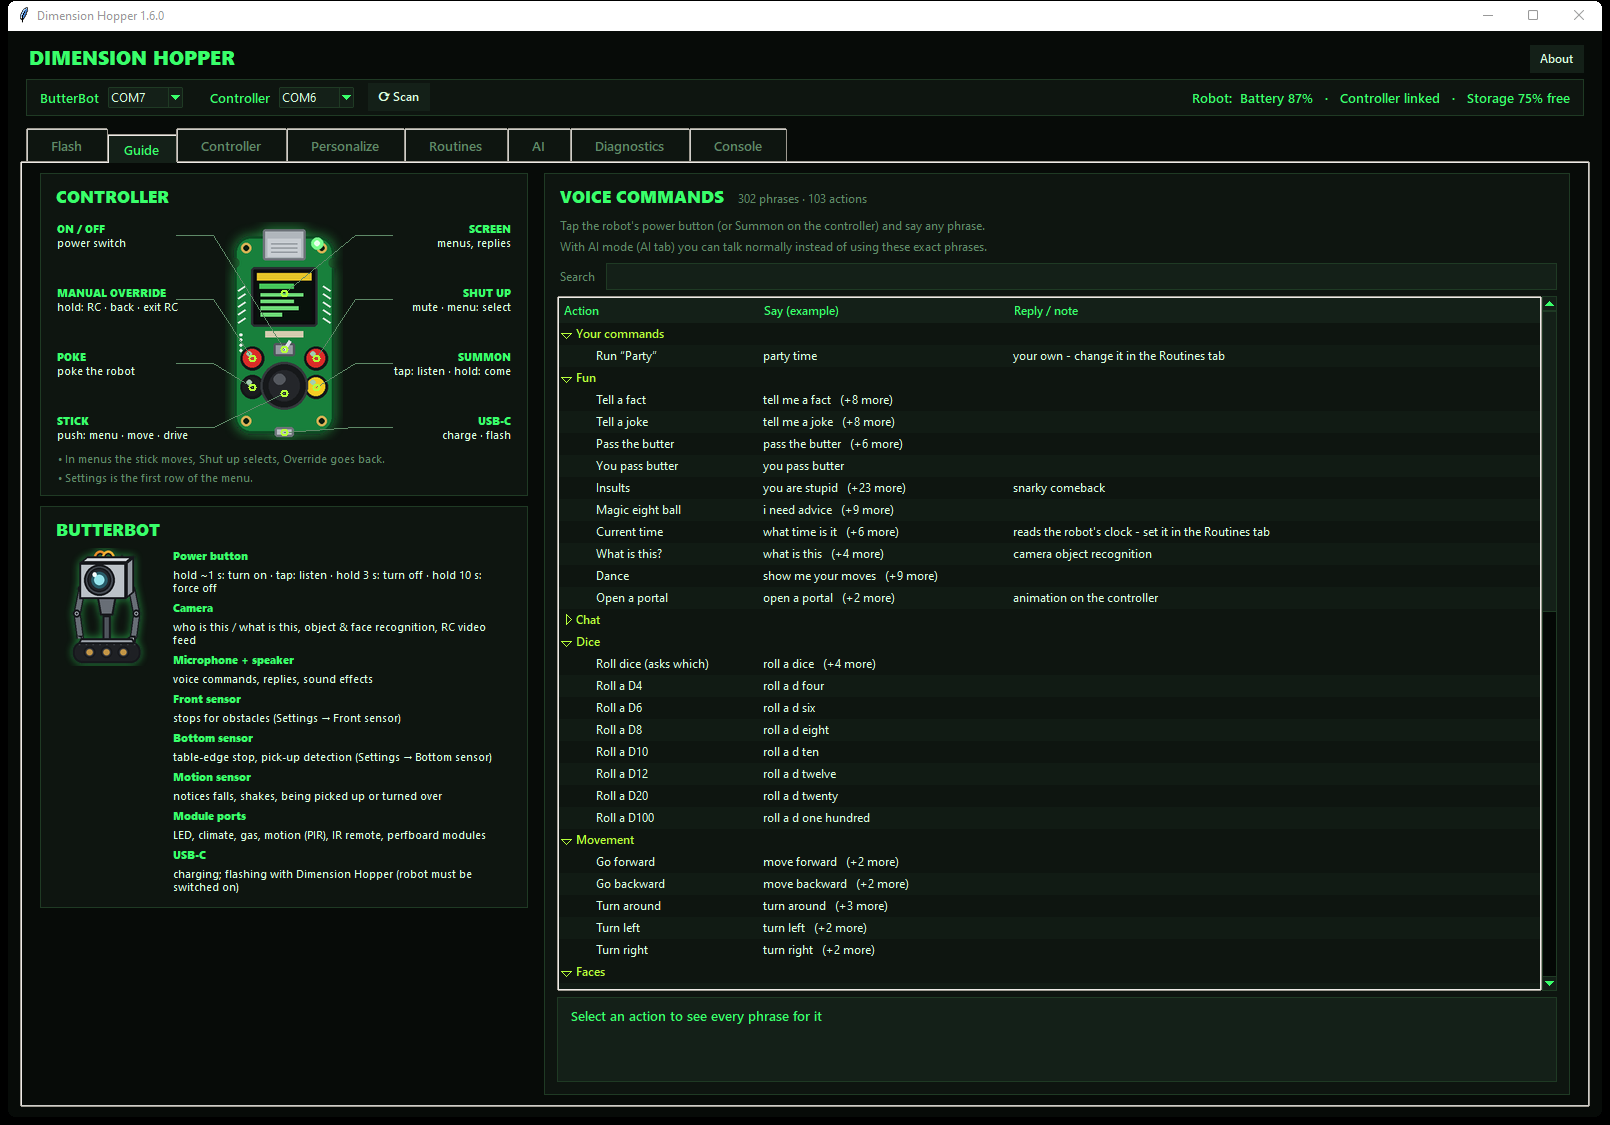 Dimension Hopper 1.6.0
DIMENSION HOPPER
About
ButterBot COM7 Controller COM6 Scan
Robot: Battery 87% · Controller linked · Storage 75% free
Flash Guide Controller Personalize Routines AI Diagnostics Console
CONTROLLER
ON / OFF
power switch
SCREEN
menus, replies
MANUAL OVERRIDE
hold: RC · back · exit RC
SHUT UP
mute · menu: select
POKE
poke the robot
SUMMON
tap: listen · hold: come
STICK
push: menu · move · drive
USB-C
charge · flash
• In menus the stick moves, Shut up selects, Override goes back.
• Settings is the first row of the menu.
BUTTERBOT
Power button
hold ~1 s: turn on · tap: listen · hold 3 s: turn off · hold 10 s:
force off
Camera
who is this / what is this, object & face recognition, RC video
feed
Microphone + speaker
voice commands, replies, sound effects
Front sensor
stops for obstacles (Settings → Front sensor)
Bottom sensor
table-edge stop, pick-up detection (Settings → Bottom sensor)
Motion sensor
notices falls, shakes, being picked up or turned over
Module ports
LED, climate, gas, motion (PIR), IR remote, perfboard modules
USB-C
charging; flashing with Dimension Hopper (robot must be
switched on)
VOICE COMMANDS 302 phrases · 103 actions
Tap the robot's power button (or Summon on the controller) and say any phrase.
With AI mode (AI tab) you can talk normally instead of using these exact phrases.
Search
Action Say (example) Reply / note
Your commands
Run "Party" party time your own - change it in the Routines tab
Fun
Tell a fact tell me a fact (+8 more)
Tell a joke tell me a joke (+8 more)
Pass the butter pass the butter (+6 more)
You pass butter you pass butter
Insults you are stupid (+23 more) snarky comeback
Magic eight ball i need advice (+9 more)
Current time what time is it (+6 more) reads the robot's clock - set it in the Routines tab
What is this? what is this (+4 more) camera object recognition
Dance show me your moves (+9 more)
Open a portal open a portal (+2 more) animation on the controller
Chat
Dice
Roll dice (asks which) roll a dice (+4 more)
Roll a D4 roll a d four
Roll a D6 roll a d six
Roll a D8 roll a d eight
Roll a D10 roll a d ten
Roll a D12 roll a d twelve
Roll a D20 roll a d twenty
Roll a D100 roll a d one hundred
Movement
Go forward move forward (+2 more)
Go backward move backward (+2 more)
Turn around turn around (+3 more)
Turn left turn left (+2 more)
Turn right turn right (+2 more)
Faces
Select an action to see every phrase for it